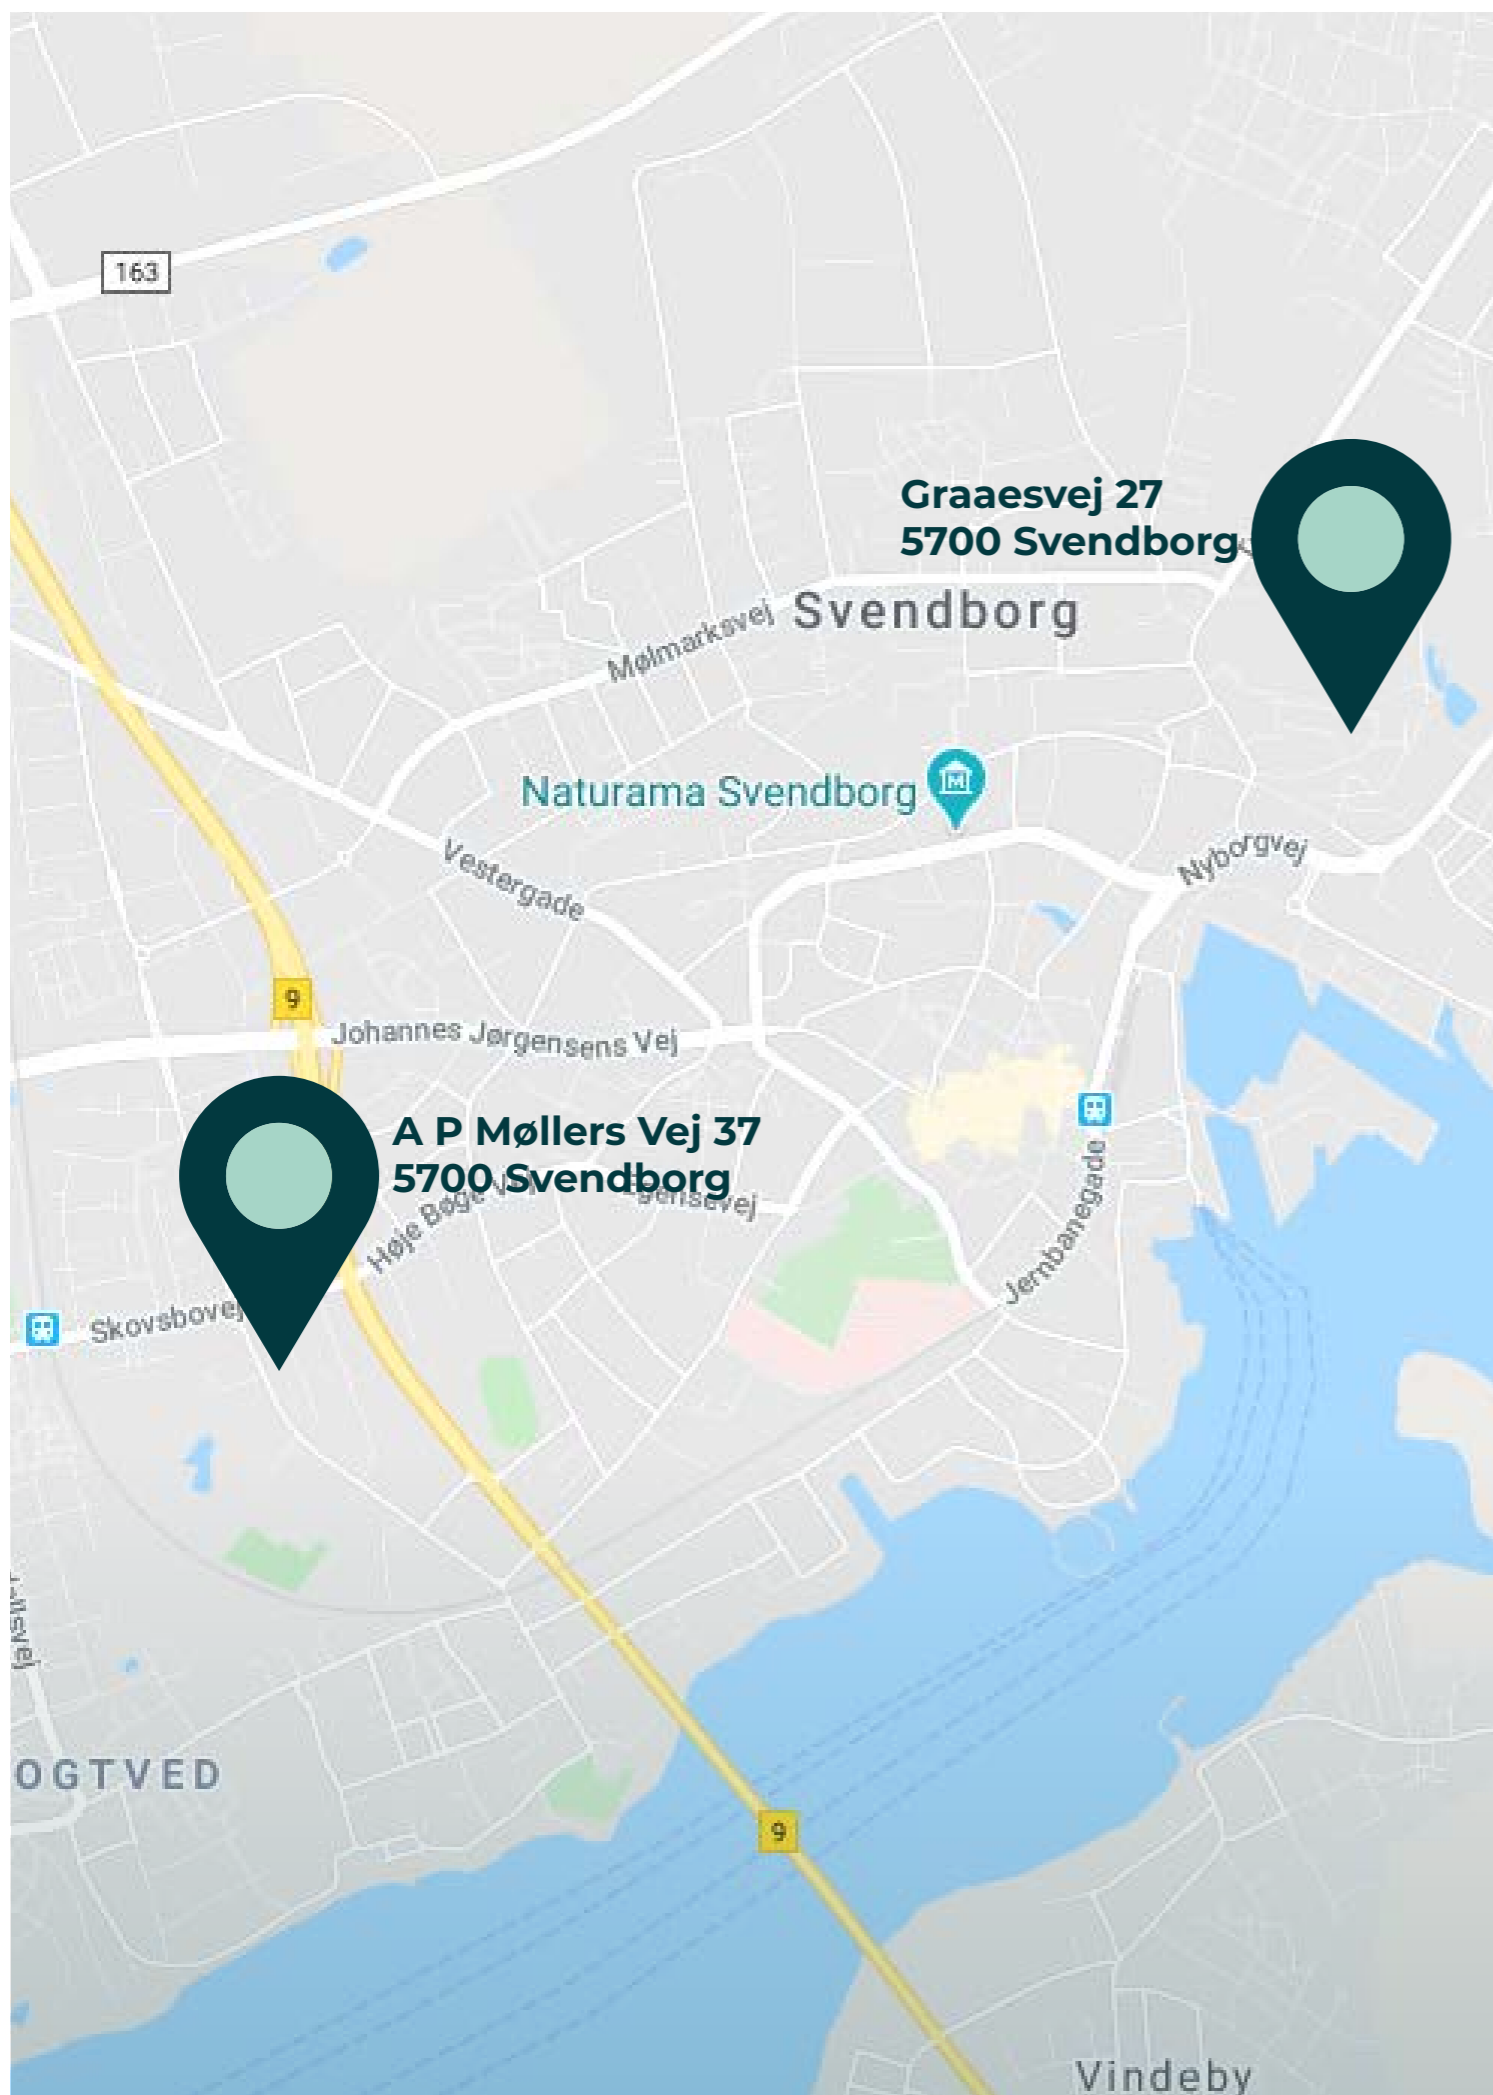 163
Graaesvej 27
5700 Svendborg
Svendborg
Mølmarksvej
Naturama Svendborg
M
Vestergade
Nyborgvej
9
Johannes Jørgensens Vej
A P Møllers Vej 37
5700 Svendborg
Høje Bøge Vej
Skovsbovej
Jernbanegade
OGTVED
9
Vindeby